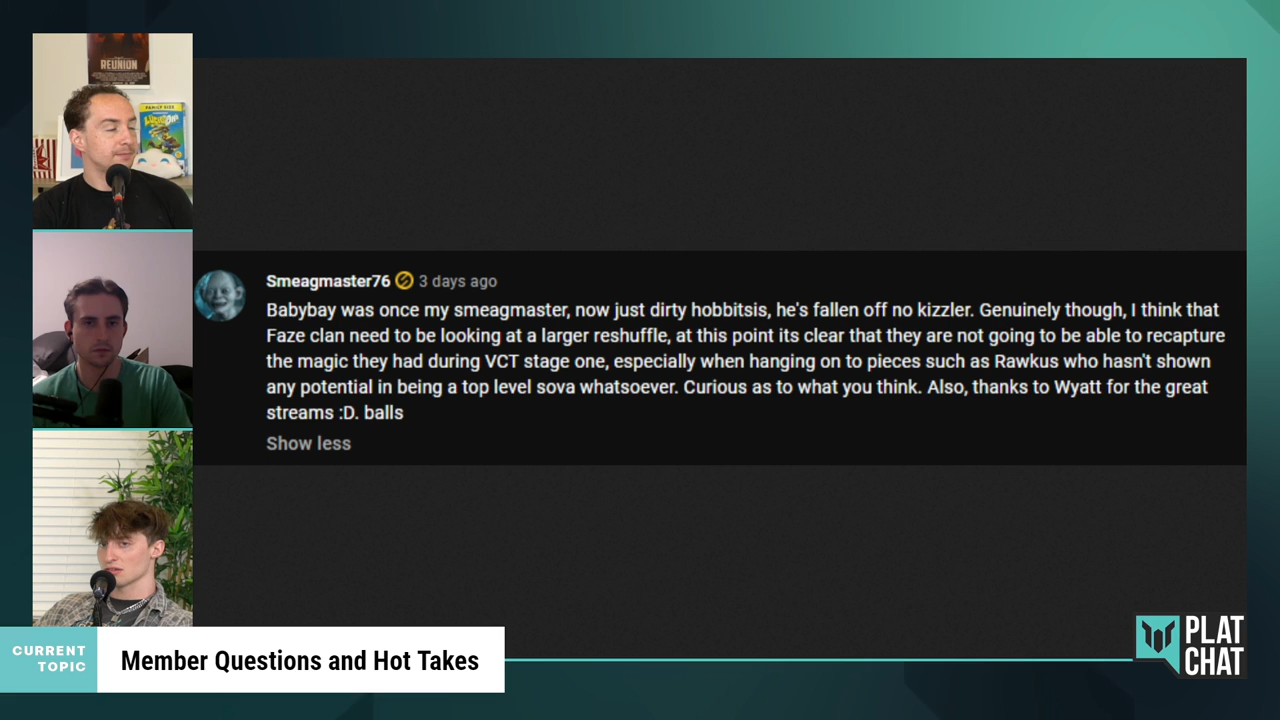 REUNION
FAMILY SIZE
Smeagmaster76 3 days ago
Babybay was once my smeagmaster, now just dirty hobbitsis, he's fallen off no kizzler. Genuinely though, I think that
Faze clan need to be looking at a larger reshuffle, at this point its clear that they are not going to be able to recapture
the magic they had during VCT stage one, especially when hanging on to pieces such as Rawkus who hasn't shown
any potential in being a top level sova whatsoever. Curious as to what you think. Also, thanks to Wyatt for the great
streams :D. balls
Show less
CURRENT
TOPIC
Member Questions and Hot Takes
PLAT
CHAT